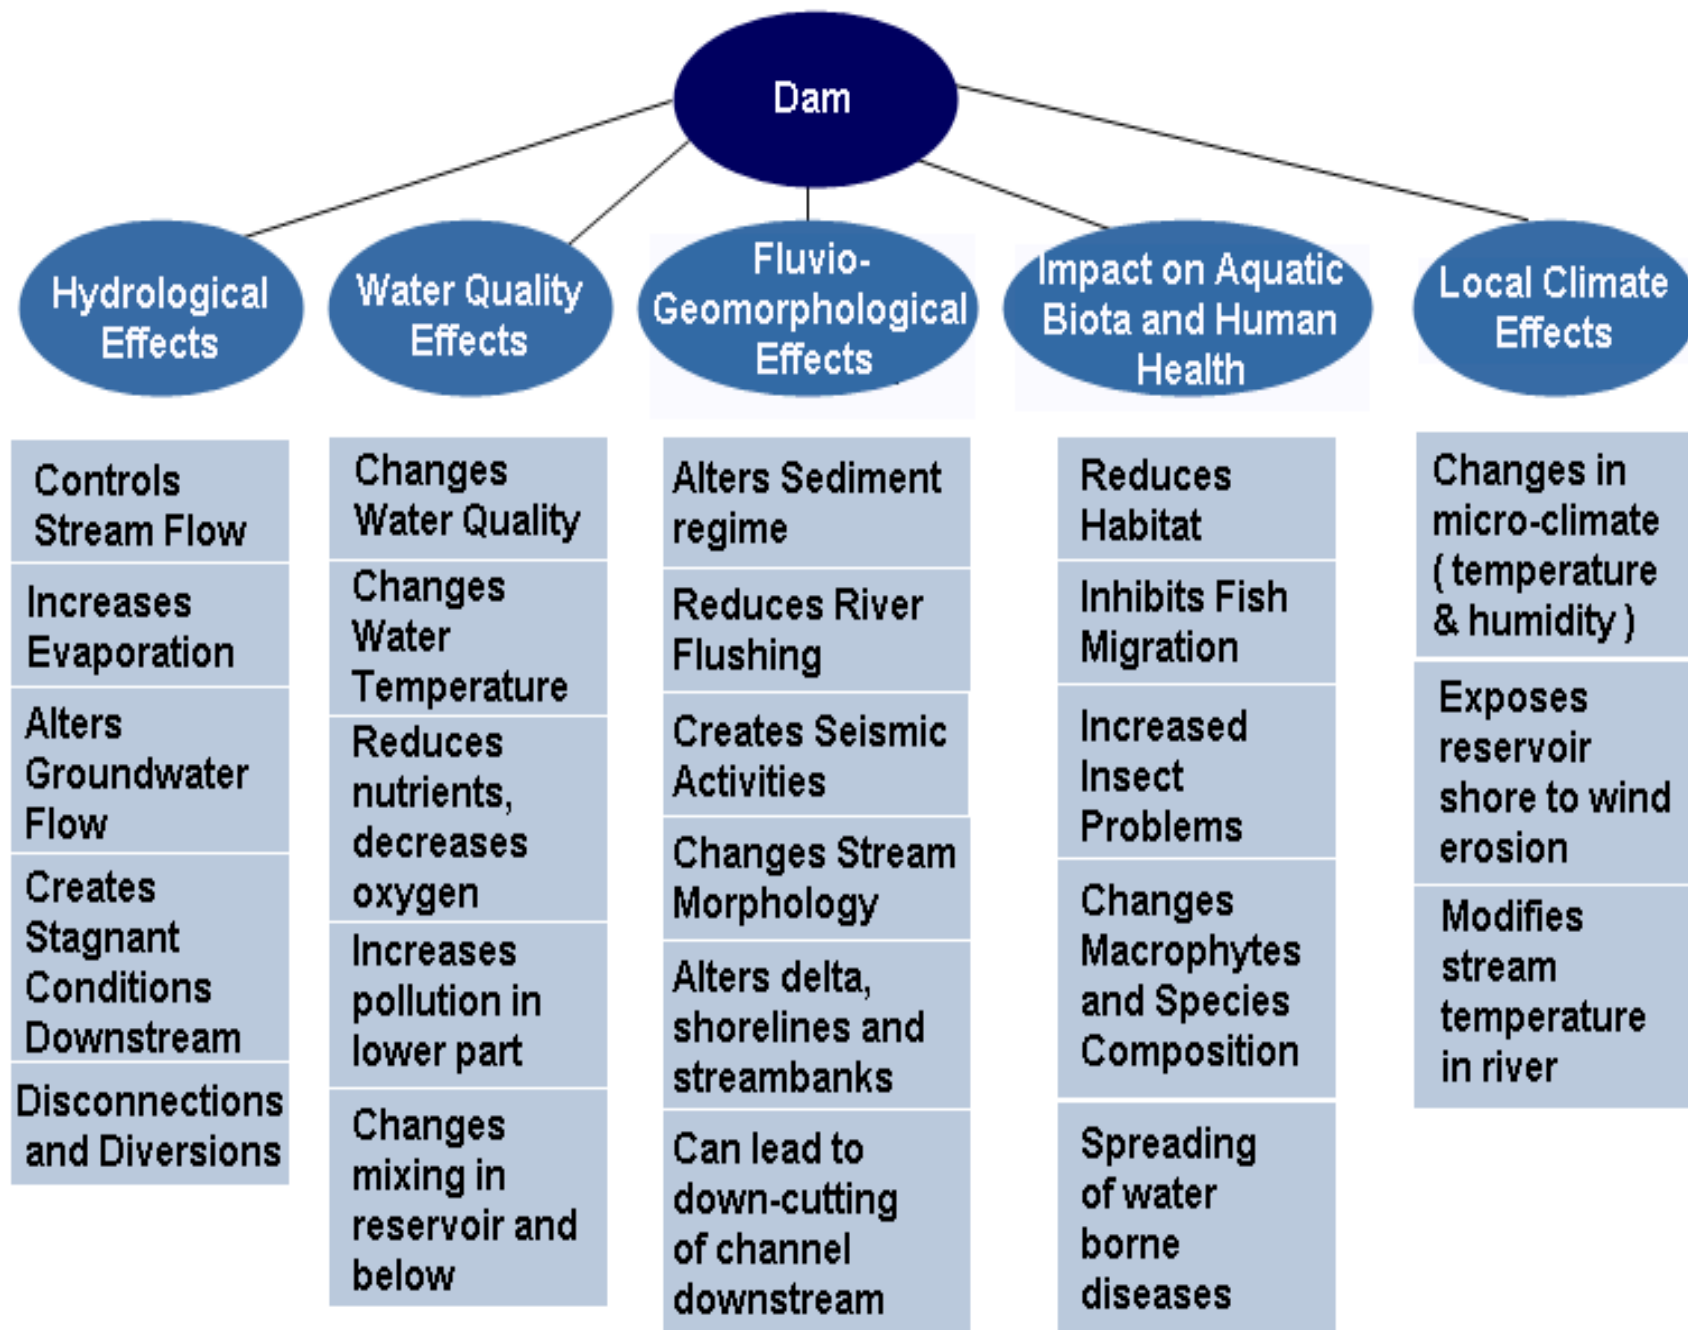 Dam
Hydrological
Effects
Water Quality
Effects
Fluvio-
Geomorphological
Effects
Impact on Aquatic
Biota and Human
Health
Local Climate
Effects
Controls
Stream Flow
Increases
Evaporation
Alters
Groundwater
Flow
Creates
Stagnant
Conditions
Downstream
Disconnections
and Diversions
Changes
Water Quality
Changes
Water
Temperature
Reduces
nutrients,
decreases
oxygen
Increases
pollution in
lower part
Changes
mixing in
reservoir and
below
Alters Sediment
regime
Reduces River
Flushing
Creates Seismic
Activities
Changes Stream
Morphology
Alters delta,
shorelines and
streambanks
Can lead to
down-cutting
of channel
downstream
Reduces
Habitat
Inhibits Fish
Migration
Increased
Insect
Problems
Changes
Macrophytes
and Species
Composition
Spreading
of water
borne
diseases
Changes in
micro-climate
( temperature
& humidity )
Exposes
reservoir
shore to wind
erosion
Modifies
stream
temperature
in river